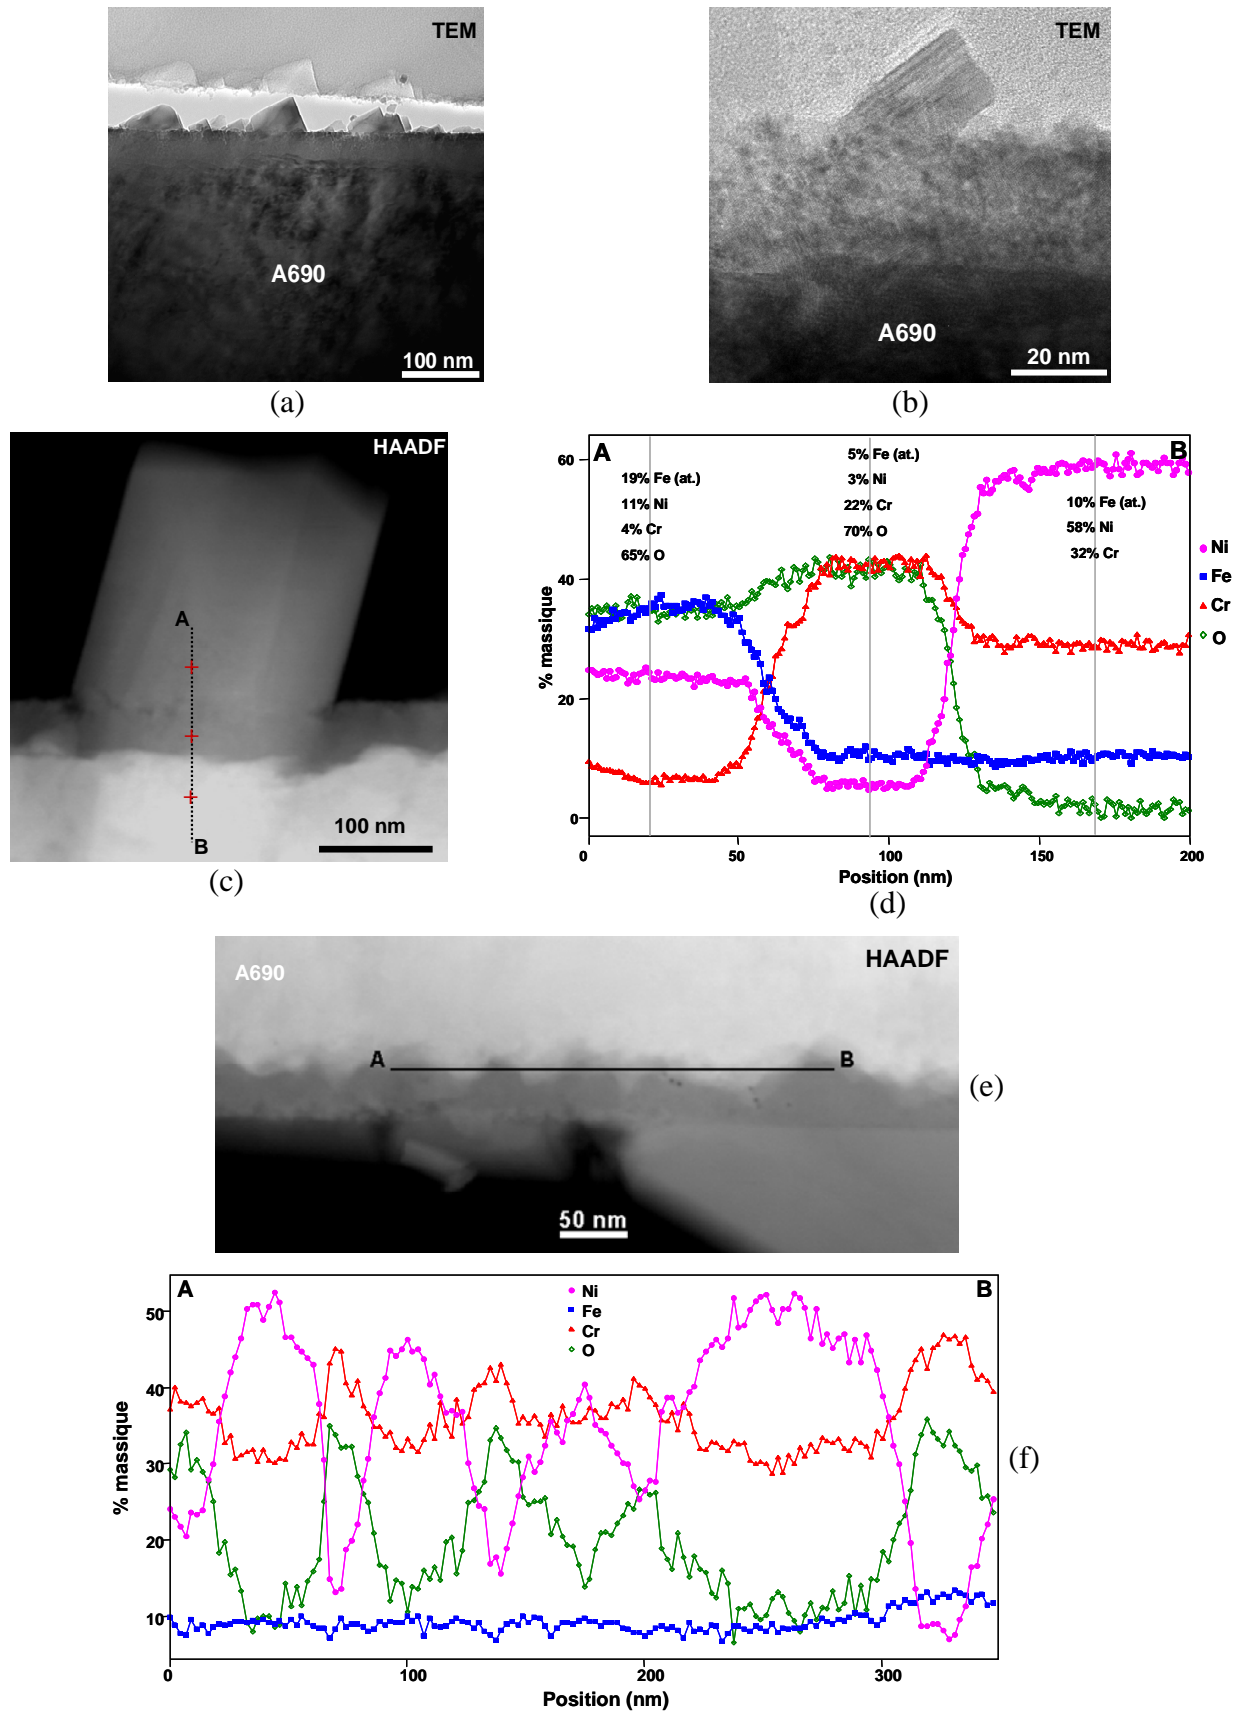 TEM
A690
100 nm
(a)
TEM
A690
20 nm
(b)
HAADF
A
B
100 nm
(c)
A
B
60
40
20
0
% massique
19% Fe (at.)
11% Ni
4% Cr
65% O
5% Fe (at.)
3% Ni
22% Cr
70% O
10% Fe (at.)
58% Ni
32% Cr
Ni
Fe
Cr
O
0 50 100 150 200
Position (nm)
(d)
A690
HAADF
A
B
50 nm
(e)
A
B
Ni
Fe
Cr
O
50
40
30
20
10
% massique
0 100 200 300
Position (nm)
(f)